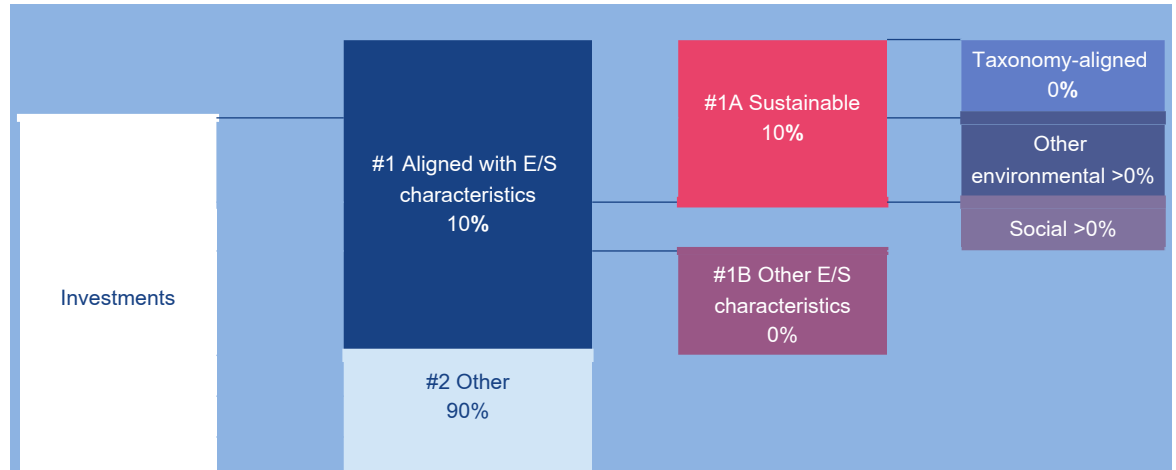 Investments
#1 Aligned with E/S
characteristics
10%
#2 Other
90%
#1A Sustainable
10%
#1B Other E/S
characteristics
0%
Taxonomy-aligned
0%
Other
environmental >0%
Social >0%